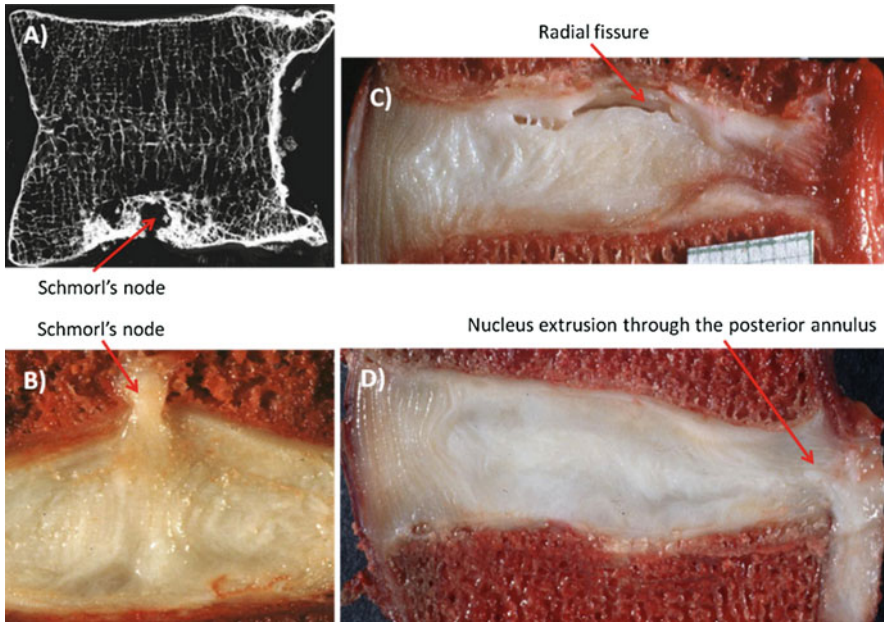 A)
Radial fissure
C)
Schmorl's node
Schmorl's node
Nucleus extrusion through the posterior annulus
B)
D)